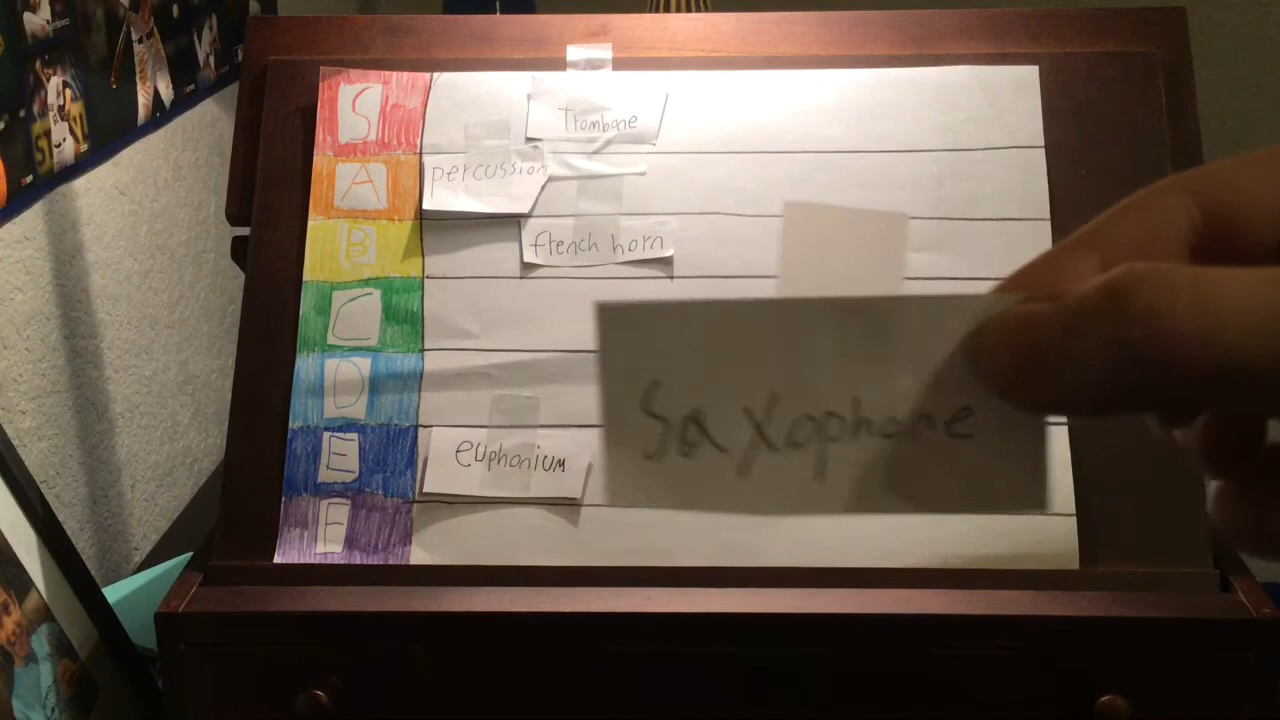 S
Trombone
A
percussion
B
french horn
C
Saxophone
D
E
euphonium
F